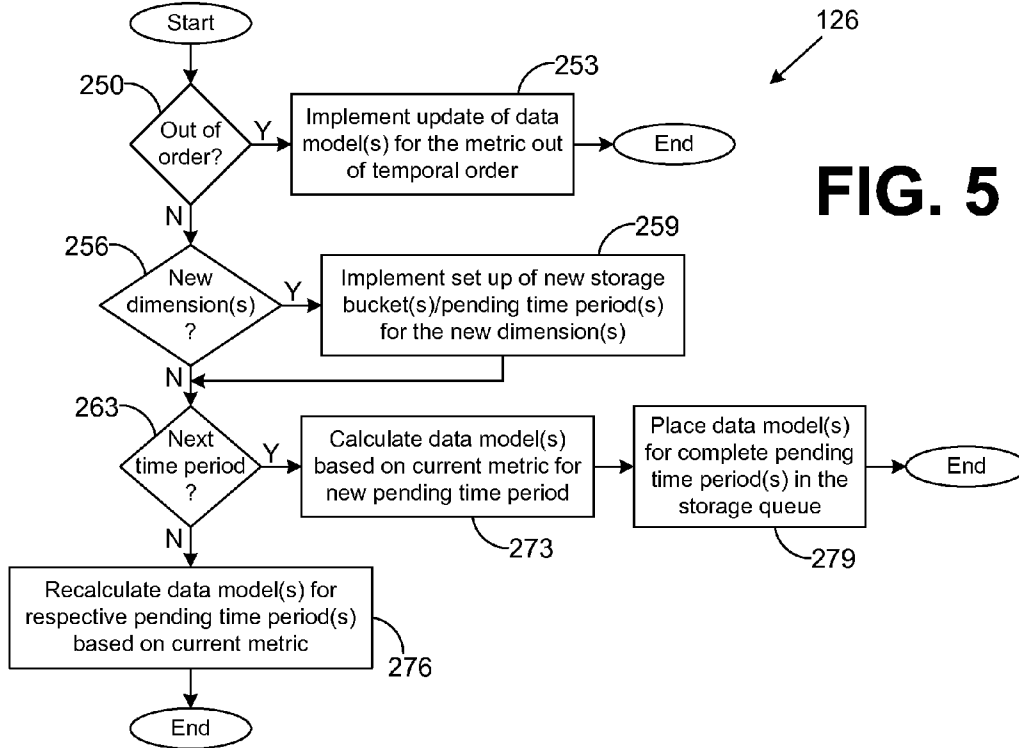 Start
126
250
253
Out of
order?
Y
Implement update of data
model(s) for the metric out
of temporal order
End
FIG. 5
N
256
259
New
dimension(s)
?
Y
Implement set up of new storage
bucket(s)/pending time period(s)
for the new dimension(s)
N
263
Next
time period
?
Y
Calculate data model(s)
based on current metric for
new pending time period
Place data model(s)
for complete pending
time period(s) in the
storage queue
End
273
279
N
Recalculate data model(s) for
respective pending time period(s)
based on current metric
276
End